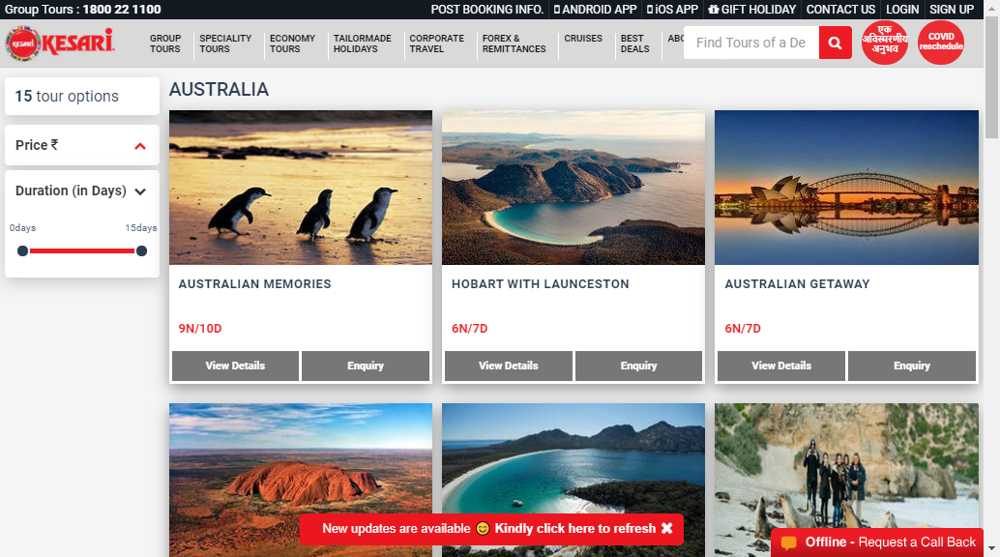 Group Tours : 1800 22 1100
POST BOOKING INFO.
ANDROID APP
iOS APP
GIFT HOLIDAY
CONTACT US
LOGIN
SIGN UP
KESARI
KESARI
GROUP
TOURS
SPECIALITY
TOURS
ECONOMY
TOURS
TAILORMADE
HOLIDAYS
CORPORATE
TRAVEL
FOREX &
REMITTANCES
CRUISES
BEST
DEALS
ABO
Find Tours of a De
एक
अविस्मरणीय
अनुभव
COVID
reschedule
15 tour options
Price ₹
Duration (in Days)
0days
15days
AUSTRALIA
AUSTRALIAN MEMORIES
9N/10D
View Details
Enquiry
HOBART WITH LAUNCESTON
6N/7D
View Details
Enquiry
AUSTRALIAN GETAWAY
6N/7D
View Details
Enquiry
New updates are available 😊 Kindly click here to refresh ✖
Offline - Request a Call Back